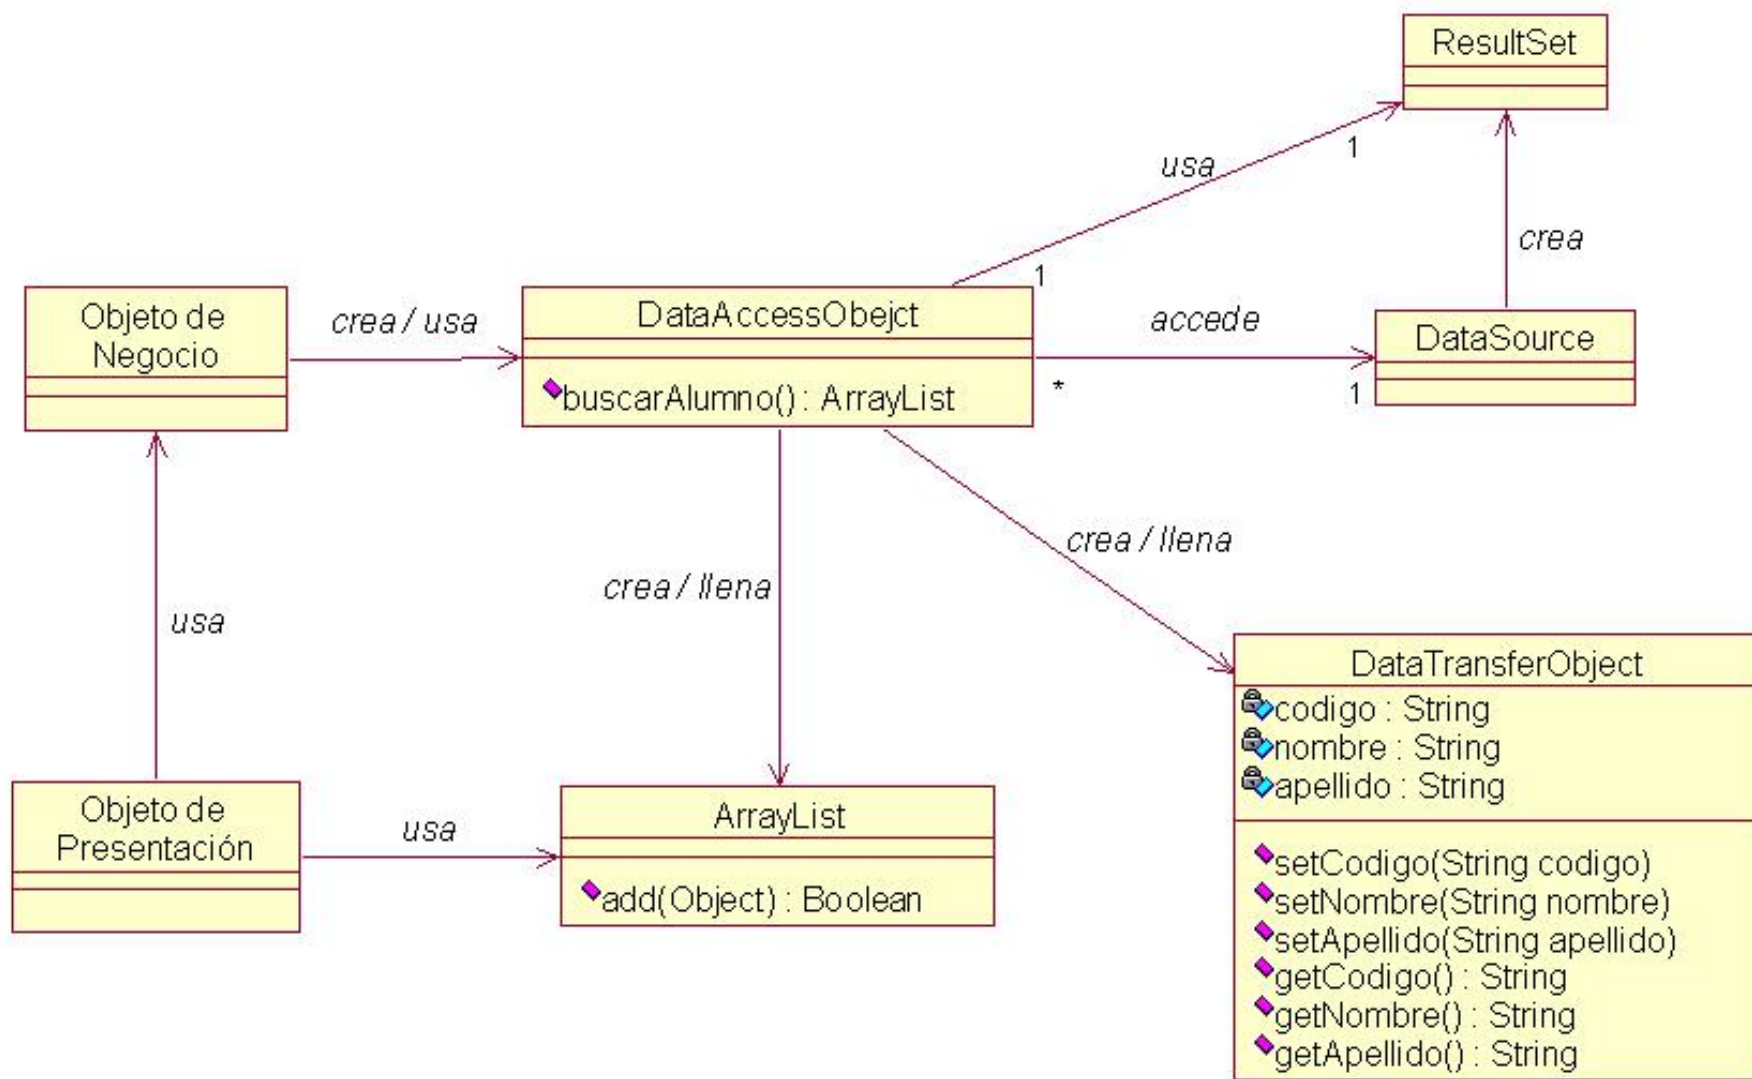 ResultSet
1
usa
1
crea
Objeto de
Negocio
crea / usa
DataAccessObejct
buscarAlumno() : ArrayList
accede
*
1
DataSource
crea / llena
crea / llena
usa
DataTransferObject
codigo : String
nombre : String
apellido : String
setCodigo(String codigo)
setNombre(String nombre)
setApellido(String apellido)
getCodigo() : String
getNombre() : String
getApellido() : String
Objeto de
Presentación
usa
ArrayList
add(Object) : Boolean